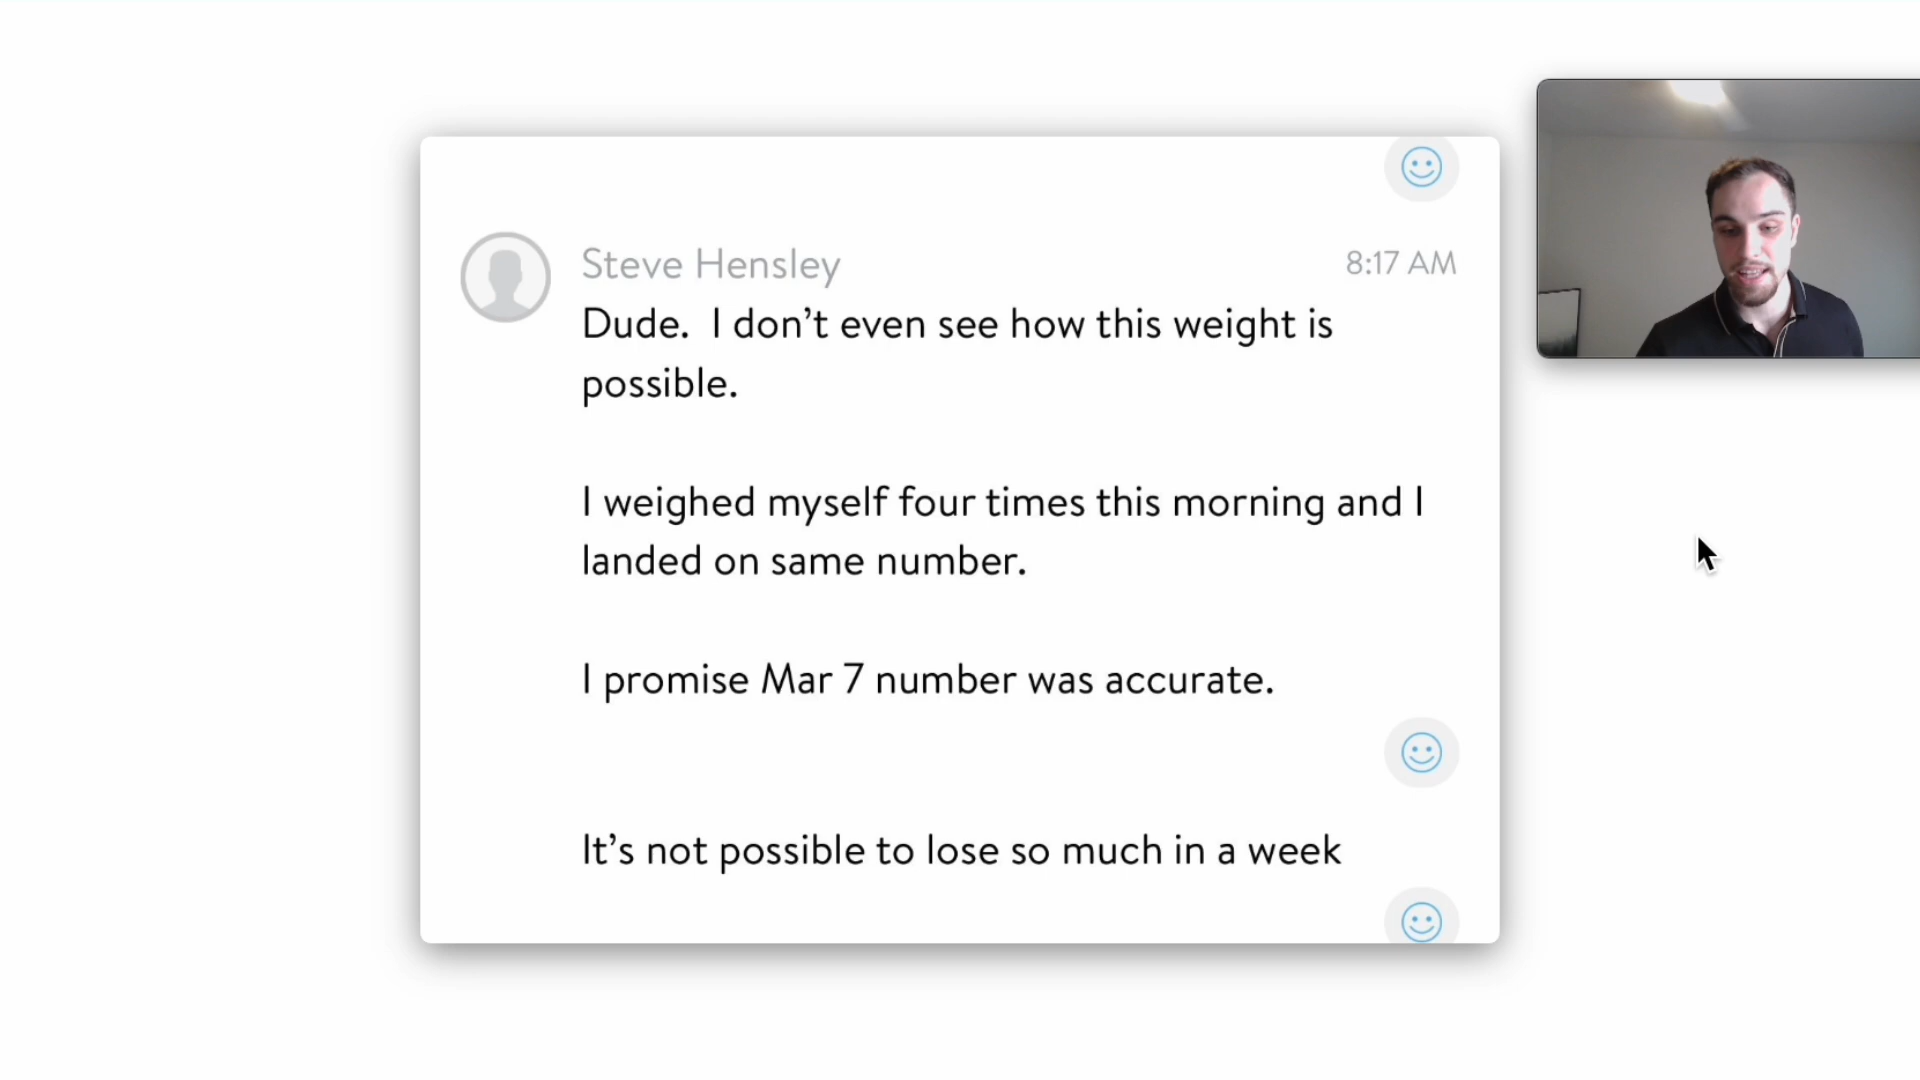 Steve Hensley
8:17 AM
Dude.  I don’t even see how this weight is
possible.
I weighed myself four times this morning and I
landed on same number.
I promise Mar 7 number was accurate.
It’s not possible to lose so much in a week